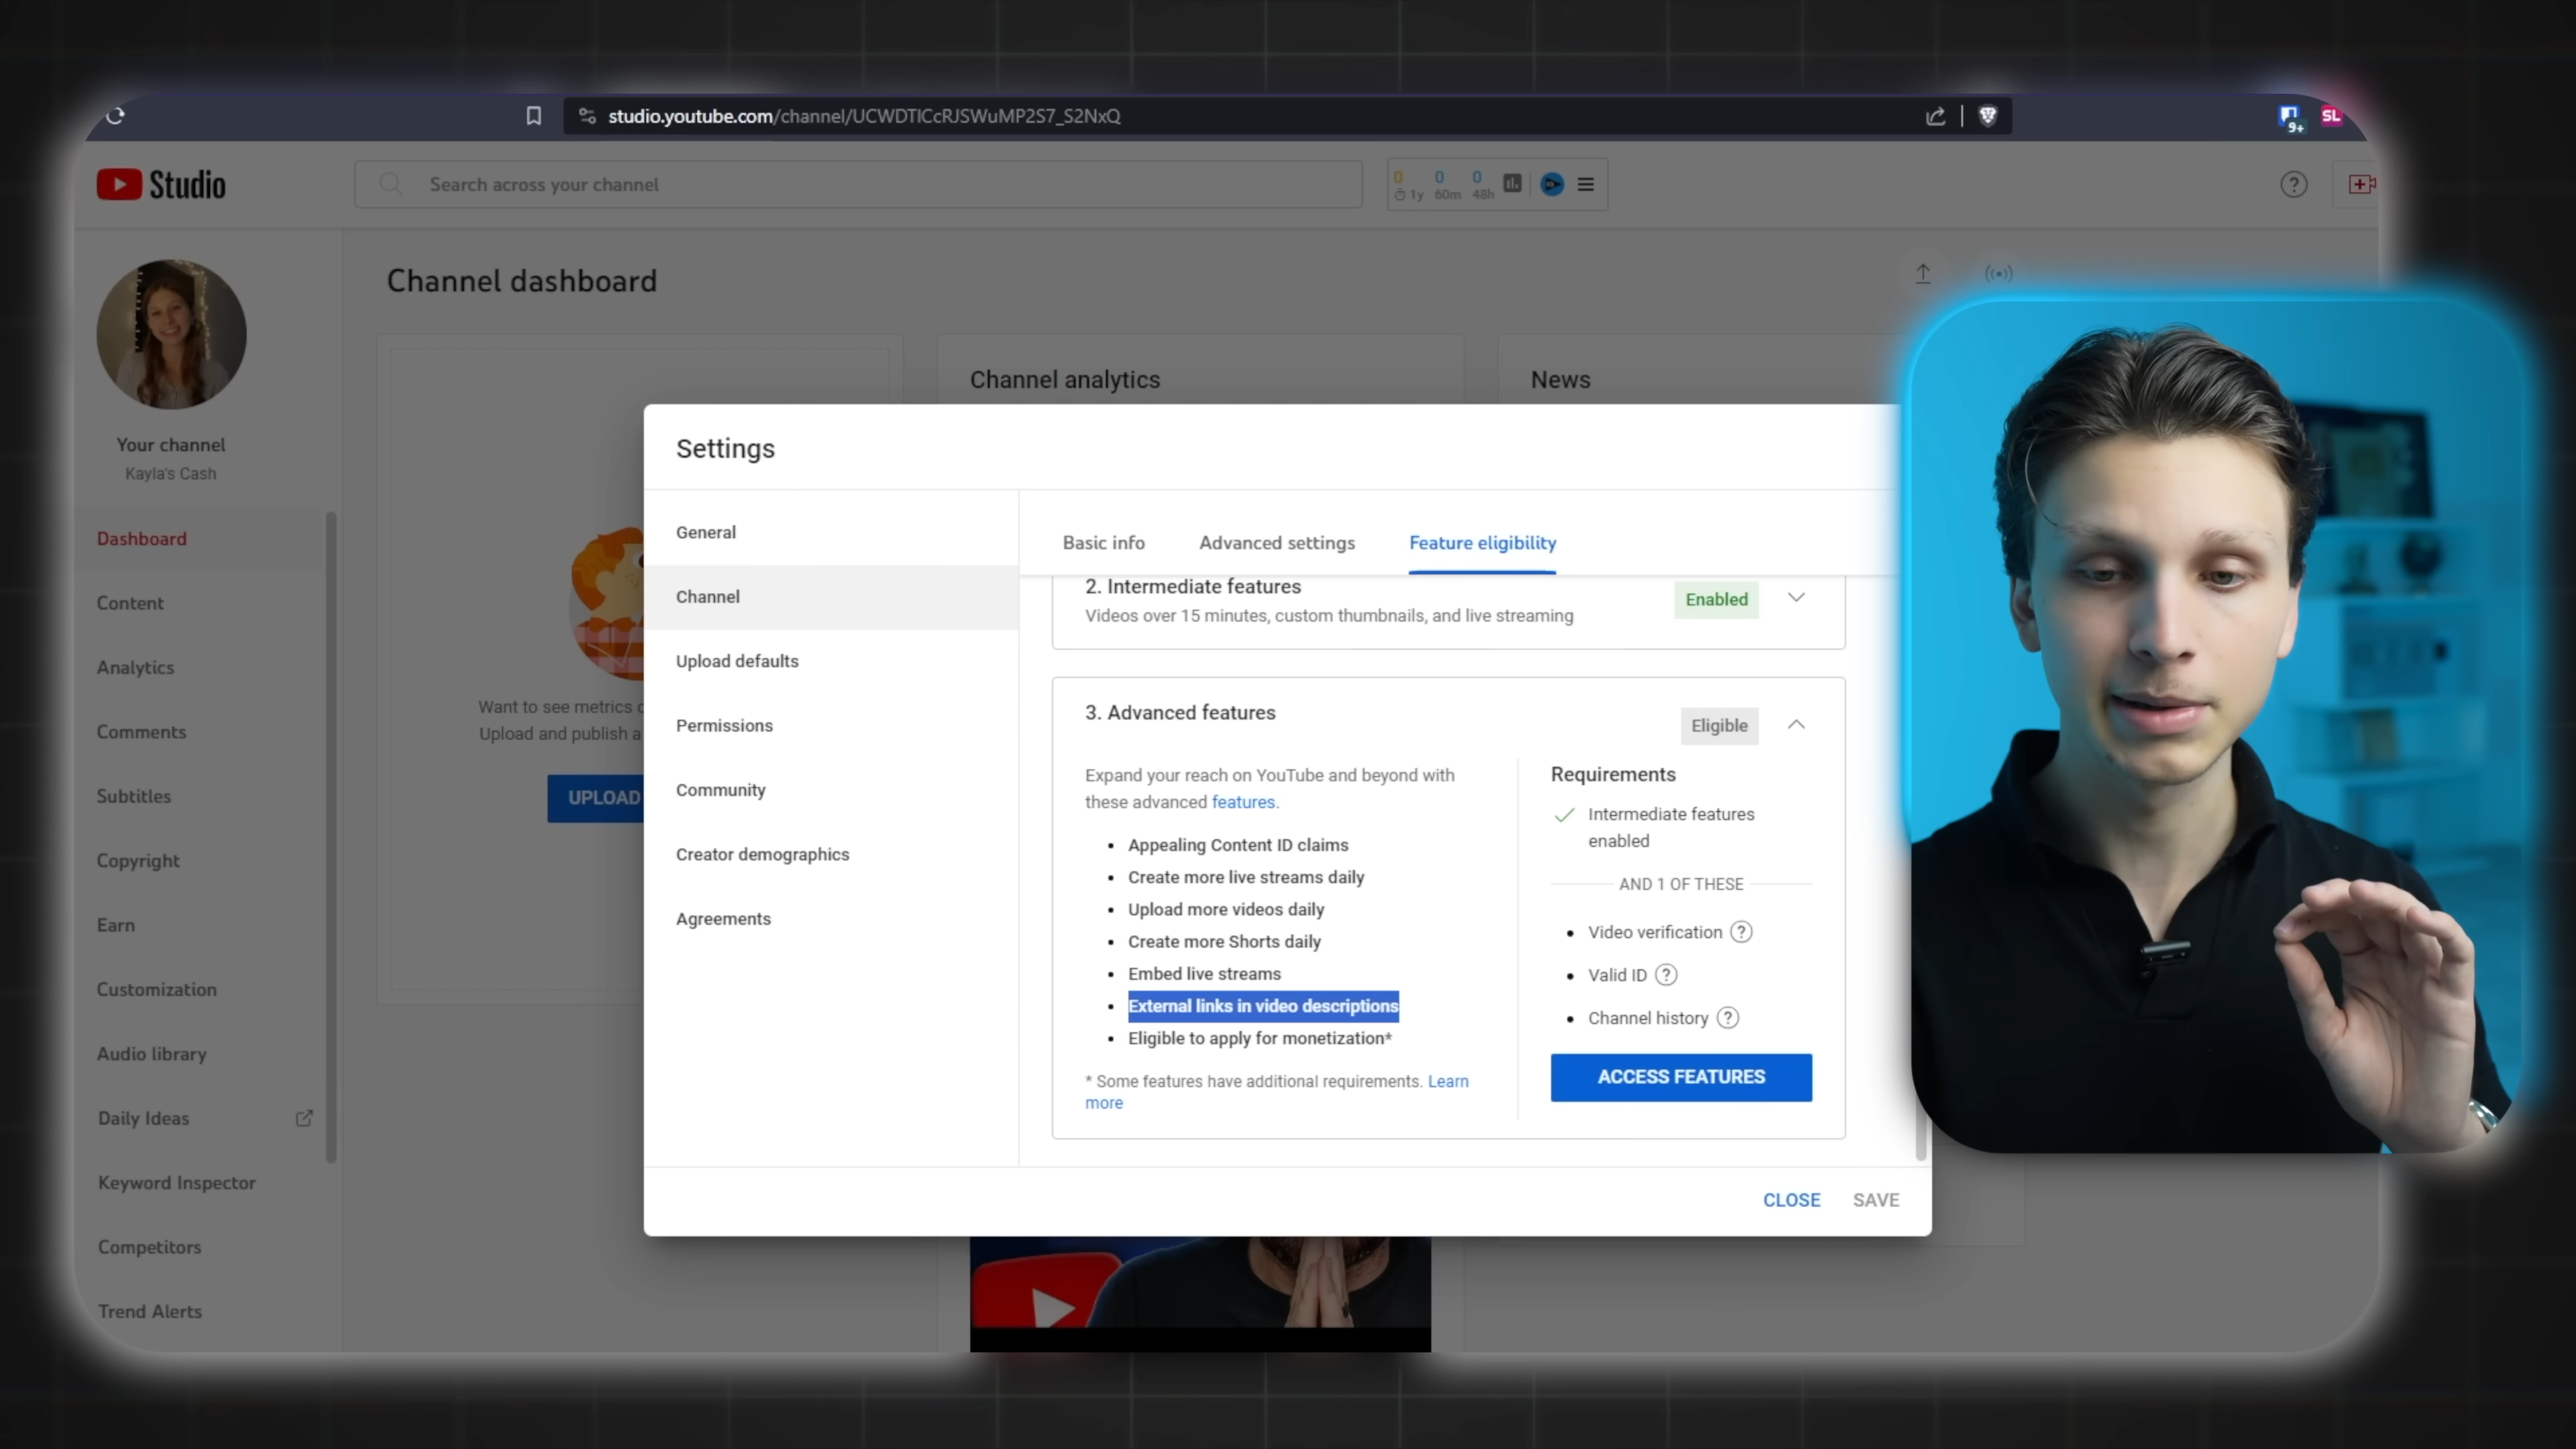 studio.youtube.com/channel/UCWDTlCcRJSWuMP2S7_S2NxQ
9+
SL
Studio
Search across your channel
0 0 0
1y 60m 48h
Channel dashboard
Your channel
Kayla's Cash
Dashboard
Content
Analytics
Comments
Subtitles
Copyright
Earn
Customization
Audio library
Daily Ideas
Keyword Inspector
Competitors
Trend Alerts
Want to see metrics
Upload and publish a
UPLOAD
Channel analytics
News
Settings
General
Channel
Upload defaults
Permissions
Community
Creator demographics
Agreements
Basic info
Advanced settings
Feature eligibility
2. Intermediate features
Enabled
Videos over 15 minutes, custom thumbnails, and live streaming
3. Advanced features
Eligible
Expand your reach on YouTube and beyond with
these advanced features.
• Appealing Content ID claims
• Create more live streams daily
• Upload more videos daily
• Create more Shorts daily
• Embed live streams
• External links in video descriptions
• Eligible to apply for monetization*
* Some features have additional requirements. Learn
more
Requirements
Intermediate features
enabled
AND 1 OF THESE
• Video verification ?
• Valid ID ?
• Channel history ?
ACCESS FEATURES
CLOSE
SAVE